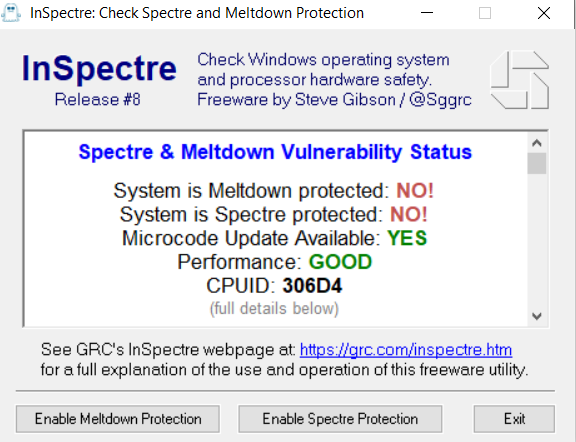 InSpectre: Check Spectre and Meltdown Protection
InSpectre
Release #8
Check Windows operating system
and processor hardware safety.
Freeware by Steve Gibson / @Sggrc
Spectre & Meltdown Vulnerability Status
System is Meltdown protected: NO!
System is Spectre protected: NO!
Microcode Update Available: YES
Performance: GOOD
CPUID: 306D4
(full details below)
See GRC's InSpectre webpage at: https://grc.com/inspectre.htm
for a full explanation of the use and operation of this freeware utility.
Enable Meltdown Protection
Enable Spectre Protection
Exit